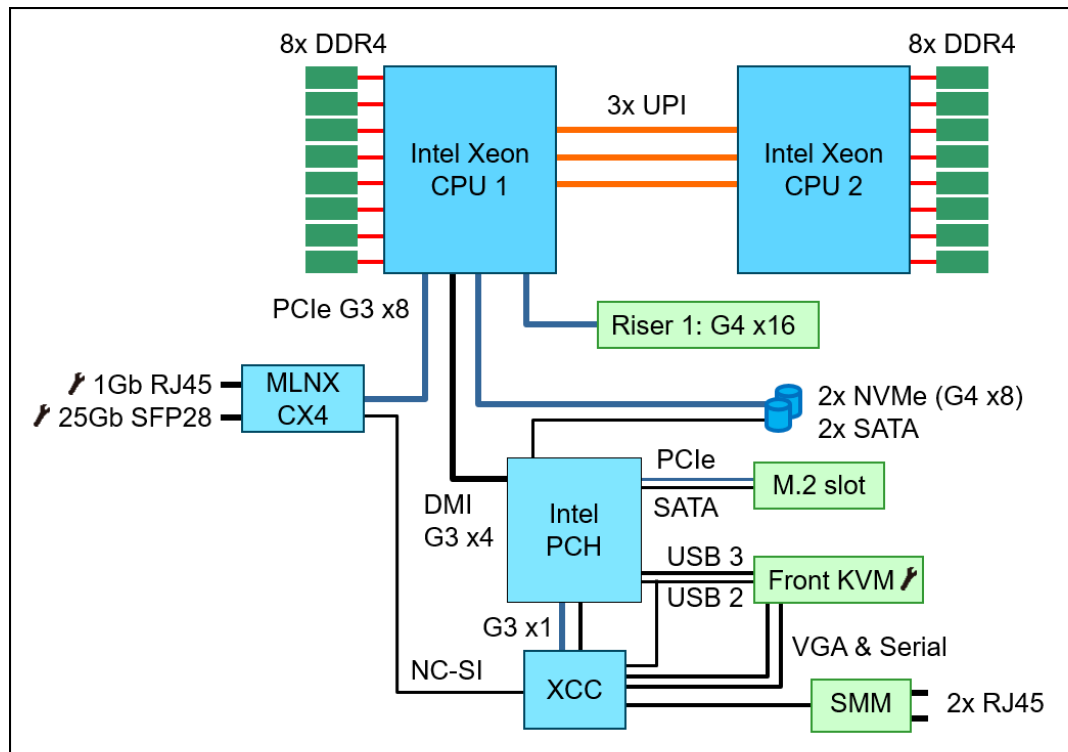 8x DDR4
8x DDR4
3x UPI
Intel Xeon
CPU 1
Intel Xeon
CPU 2
PCIe G3 x8
Riser 1: G4 x16
1Gb RJ45
25Gb SFP28
MLNX
CX4
2x NVMe (G4 x8)
2x SATA
PCIe
SATA
M.2 slot
DMI
G3 x4
Intel
PCH
USB 3
USB 2
Front KVM
G3 x1
VGA & Serial
NC-SI
XCC
SMM
2x RJ45